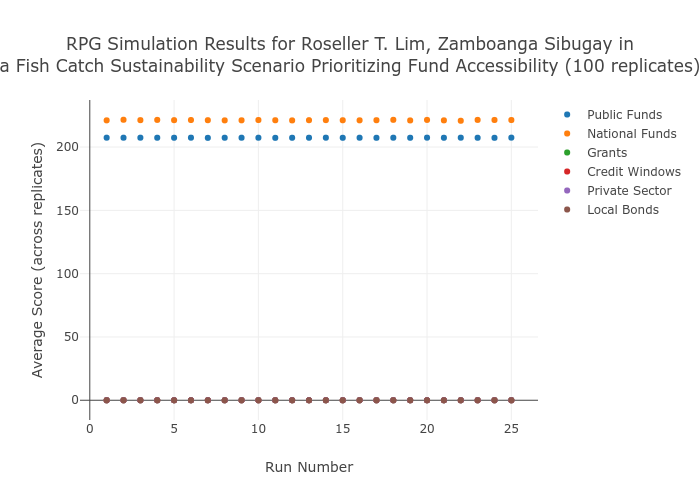 RPG Simulation Results for Roseller T. Lim, Zamboanga Sibugay in
a Fish Catch Sustainability Scenario Prioritizing Fund Accessibility (100 replicates)
Public Funds
National Funds
Grants
Credit Windows
Private Sector
Local Bonds
Average Score (across replicates)
200
150
100
50
0
0
5
10
15
20
25
Run Number